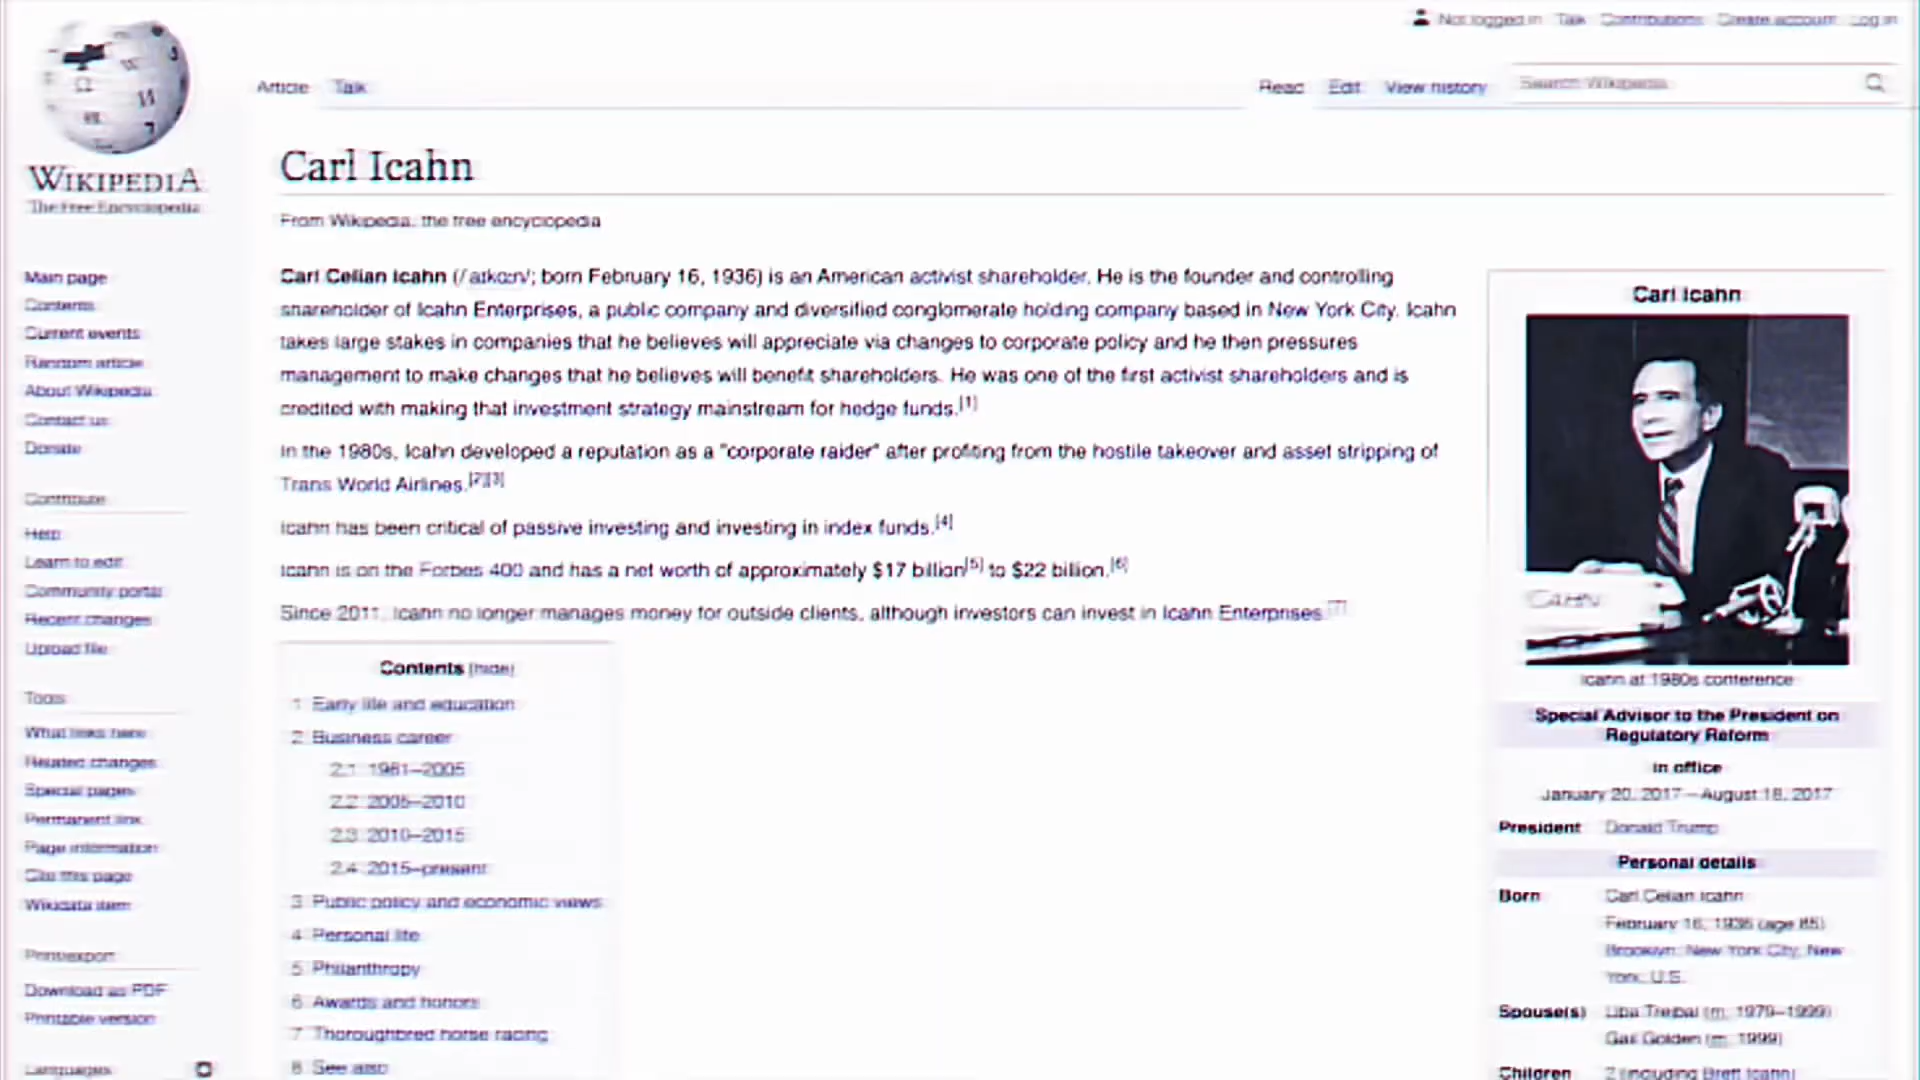 Not logged in Talk Contributions Create account Log in
Article Talk
Read Edit View history Search Wikipedia
WIKIPEDIA
The Free Encyclopedia
Carl Icahn
From Wikipedia, the free encyclopedia
Carl Celian Icahn (/ˈaɪkɑːn/; born February 16, 1936) is an American activist shareholder. He is the founder and controlling
shareholder of Icahn Enterprises, a public company and diversified conglomerate holding company based in New York City. Icahn
takes large stakes in companies that he believes will appreciate via changes to corporate policy and he then pressures
management to make changes that he believes will benefit shareholders. He was one of the first activist shareholders and is
credited with making that investment strategy mainstream for hedge funds.[1]
In the 1980s, Icahn developed a reputation as a "corporate raider" after profiting from the hostile takeover and asset stripping of
Trans World Airlines.[2][3]
Icahn has been critical of passive investing and investing in index funds.[4]
Icahn is on the Forbes 400 and has a net worth of approximately $17 billion[5] to $22 billion.[6]
Since 2011, Icahn no longer manages money for outside clients, although investors can invest in Icahn Enterprises.[7]
Contents [hide]
1 Early life and education
2 Business career
2.1 1961–2005
2.2 2005–2010
2.3 2010–2015
2.4 2015–present
3 Public policy and economic views
4 Personal life
5 Philanthropy
6 Awards and honors
7 Thoroughbred horse racing
8 See also
Main page
Contents
Current events
Random article
About Wikipedia
Contact us
Donate
Contribute
Help
Learn to edit
Community portal
Recent changes
Upload file
Tools
What links here
Related changes
Special pages
Permanent link
Page information
Cite this page
Wikidata item
Print/export
Download as PDF
Printable version
Languages
Carl Icahn
ICAHN
Icahn at 1980s conference
Special Advisor to the President on
Regulatory Reform
In office
January 20, 2017 – August 18, 2017
President Donald Trump
Personal details
Born Carl Celian Icahn
February 16, 1936 (age 85)
Brooklyn, New York City, New
York, U.S.
Spouse(s) Liba Trejbal (m. 1979–1999)
Gail Golden (m. 1999)
Children 2 (including Brett Icahn)